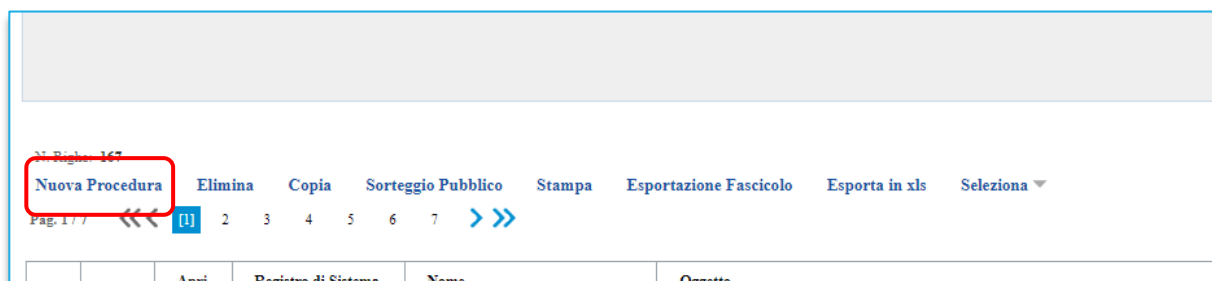 N. Righe: 167
Nuova Procedura Elimina Copia Sorteggio Pubblico Stampa Esportazione Fascicolo Esporta in xls Seleziona
Pag. 1 / 7 [1] 2 3 4 5 6 7
Apri Registro di Sistema Nome Oggetto